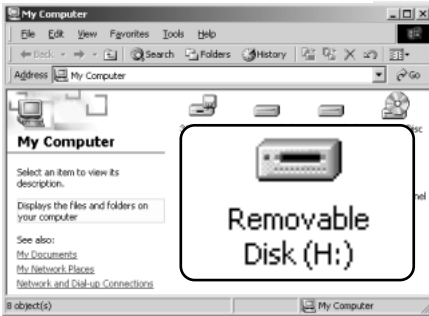 My Computer
File Edit View Favorites Tools Help
Back Search Folders History
Address My Computer Go
My Computer
Select an item to view its
description.
Displays the files and folders on
your computer
See also:
My Documents
My Network Places
Network and Dial-up Connections
Removable
Disk (H:)
8 object(s) My Computer